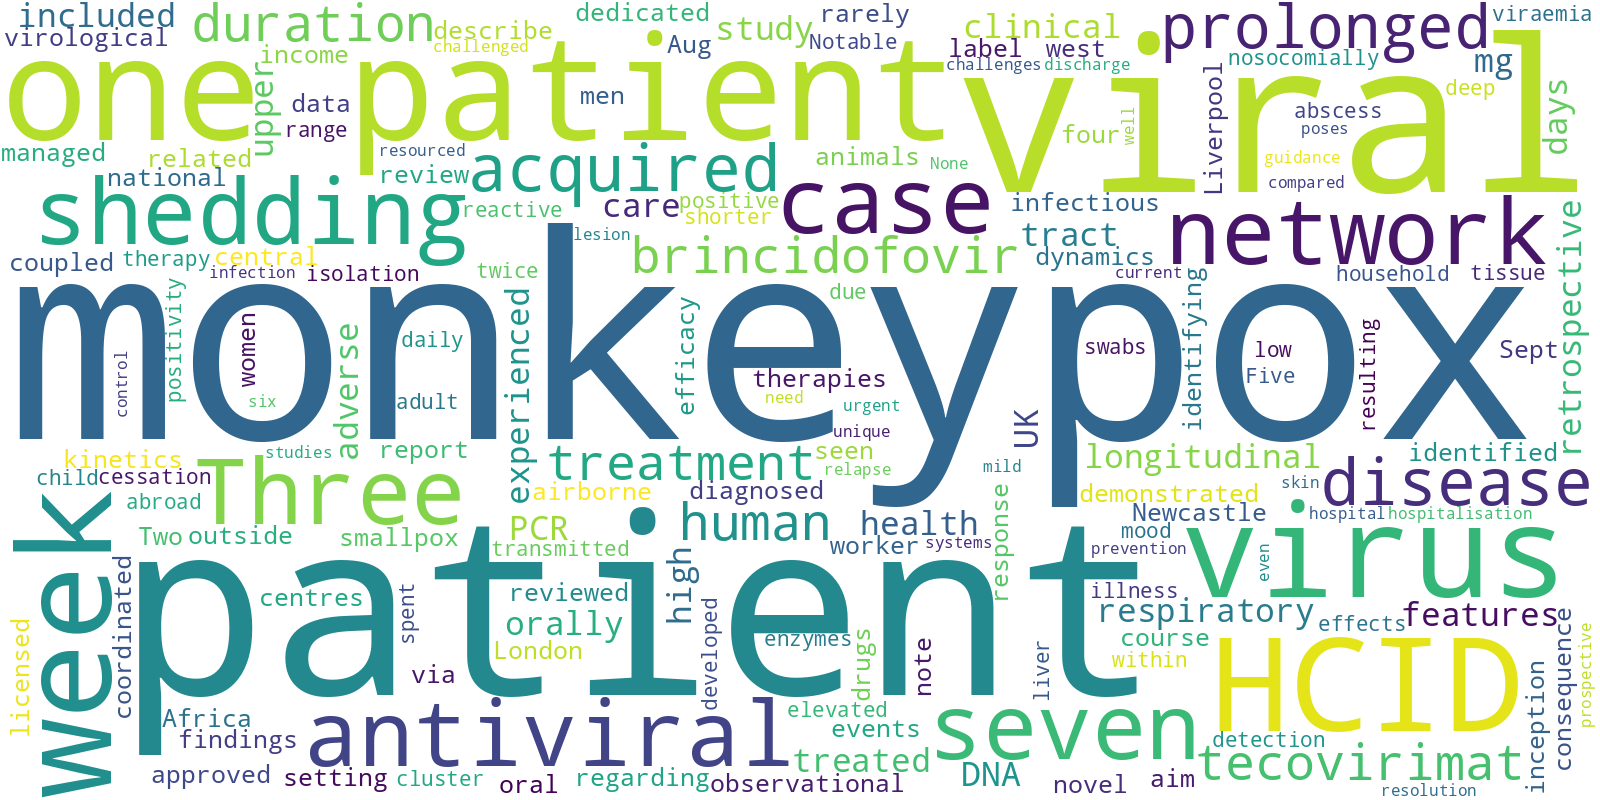 included
duration
dedicated
rarely
clinical
prolonged
viraemia
virological
describe
challenged
study
Notable
Aug
label
west
income
upper
one patient
viral
challenges
discharge
nosocomially
mg
data
men
deep
range
Liverpool
abscess
days
four
well
poses
managed
related
resourced
review
acquired
animals
None
guidance
compared
national
shedding
reactive
care
positive
shorter
case
infectious
network
retrospective
tract
lesion
coupled
therapy
central
infection
isolation
twice
brincidofovir
dynamics
current
household
tissue
due
positivity
monkeypox
experienced
efficacy
identifying
women
adverse
daily
swabs
low
resulting
Sept
control
six
adult
therapies
need
urgent
Five
unique
UK
kinetics
studies
report
seen
relapse
longitudinal
identified
child
cessation
Three
treatment
mild
skin
disease
abroad
airborne
diagnosed
demonstrated
week
Two
outside
smallpox
PCR
human
health
response
Newcastle
hospital
hospitalisation
transmitted
worker
systems
mood
prevention
virus
even
coordinated
patient
centres
spent
reviewed
high
illness
orally
respiratory
effects
features
licensed
London
developed
enzymes
drugs
note
liver
course
within
HCID
consequence
prospective
via
inception
Africa
findings
antiviral
elevated
events
seven
detection
approved
setting
cluster
oral
regarding
treated
observational
DNA
novel
aim
tecovirimat
resolution